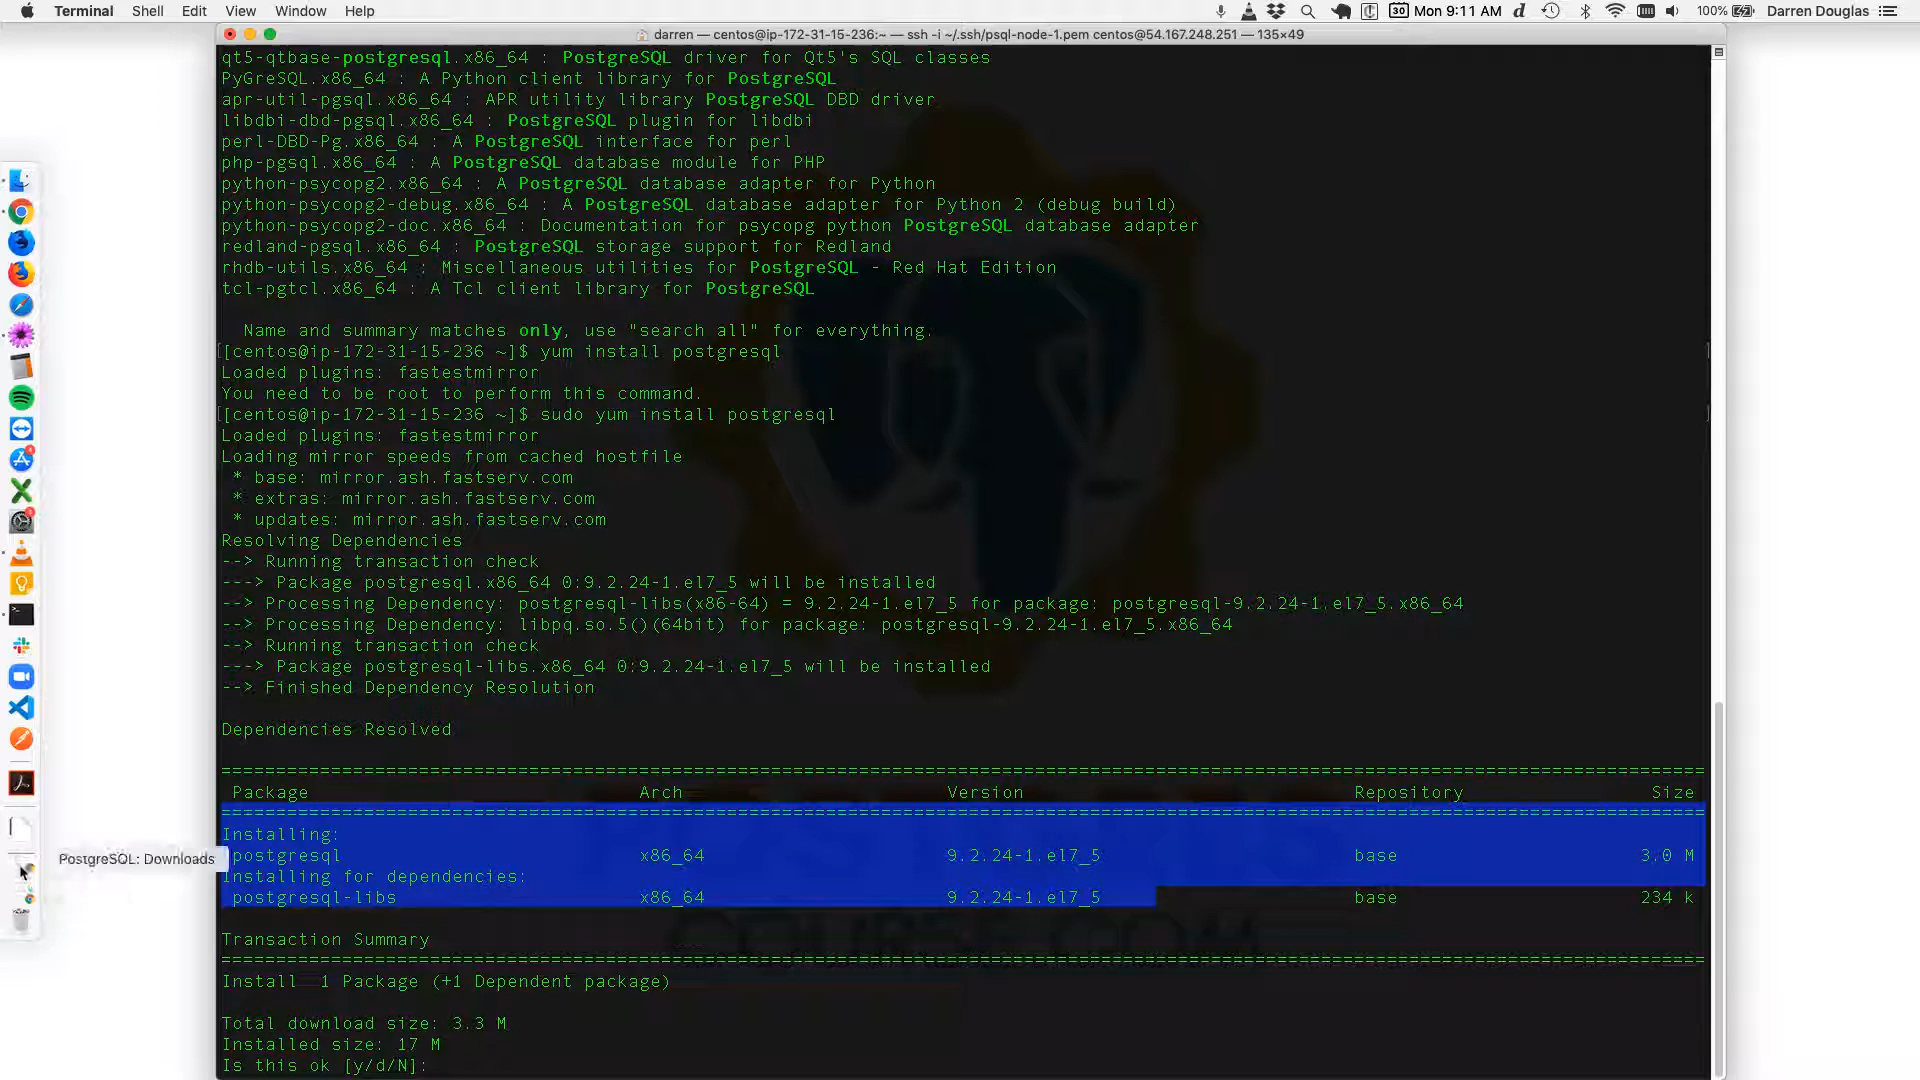 Terminal Shell Edit View Window Help 30 Mon 9:11 AM 100% Darren Douglas
darren — centos@ip-172-31-15-236:~ — ssh -i ~/.ssh/psql-node-1.pem centos@54.167.248.251 — 135×49
qt5-qtbase-postgresql.x86_64 : PostgreSQL driver for Qt5's SQL classes
PyGreSQL.x86_64 : A Python client library for PostgreSQL
apr-util-pgsql.x86_64 : APR utility library PostgreSQL DBD driver
libdbi-dbd-pgsql.x86_64 : PostgreSQL plugin for libdbi
perl-DBD-Pg.x86_64 : A PostgreSQL interface for perl
php-pgsql.x86_64 : A PostgreSQL database module for PHP
python-psycopg2.x86_64 : A PostgreSQL database adapter for Python
python-psycopg2-debug.x86_64 : A PostgreSQL database adapter for Python 2 (debug build)
python-psycopg2-doc.x86_64 : Documentation for psycopg python PostgreSQL database adapter
redland-pgsql.x86_64 : PostgreSQL storage support for Redland
rhdb-utils.x86_64 : Miscellaneous utilities for PostgreSQL - Red Hat Edition
tcl-pgtcl.x86_64 : A Tcl client library for PostgreSQL
Name and summary matches only, use "search all" for everything.
[[centos@ip-172-31-15-236 ~]$ yum install postgresql
Loaded plugins: fastestmirror
You need to be root to perform this command.
[[centos@ip-172-31-15-236 ~]$ sudo yum install postgresql
Loaded plugins: fastestmirror
Loading mirror speeds from cached hostfile
* base: mirror.ash.fastserv.com
* extras: mirror.ash.fastserv.com
* updates: mirror.ash.fastserv.com
Resolving Dependencies
--> Running transaction check
---> Package postgresql.x86_64 0:9.2.24-1.el7_5 will be installed
--> Processing Dependency: postgresql-libs(x86-64) = 9.2.24-1.el7_5 for package: postgresql-9.2.24-1.el7_5.x86_64
--> Processing Dependency: libpq.so.5()(64bit) for package: postgresql-9.2.24-1.el7_5.x86_64
--> Running transaction check
---> Package postgresql-libs.x86_64 0:9.2.24-1.el7_5 will be installed
--> Finished Dependency Resolution
Dependencies Resolved
Package Arch Version Repository Size
Installing:
postgresql x86_64 9.2.24-1.el7_5 base 3.0 M
Installing for dependencies:
postgresql-libs x86_64 9.2.24-1.el7_5 base 234 k
Transaction Summary
Install 1 Package (+1 Dependent package)
Total download size: 3.3 M
Installed size: 17 M
Is this ok [y/d/N]:
PostgreSQL: Downloads